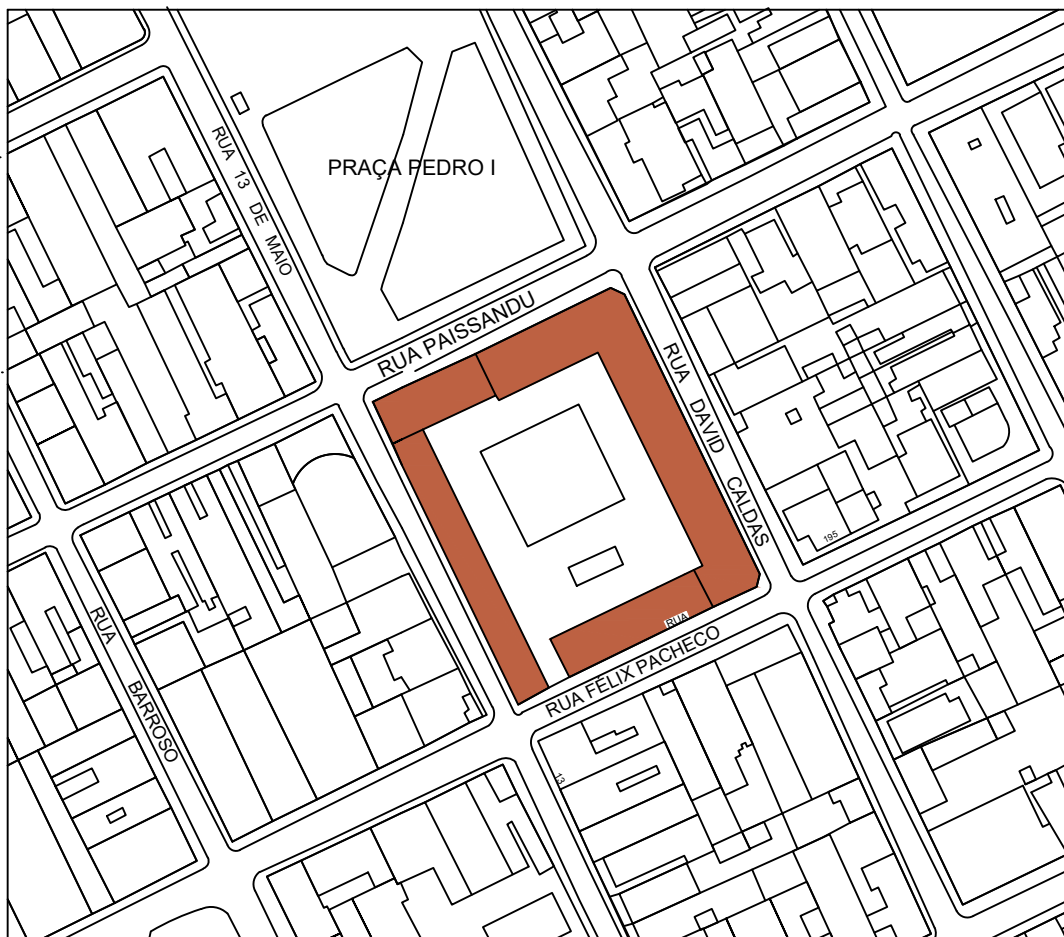 PRAÇA PEDRO I
RUA 13 DE MAIO
RUA PAISSANDU
RUA DAVID CALDAS
195
RUA
RUA FÉLIX PACHECO
RUA BARROSO
13